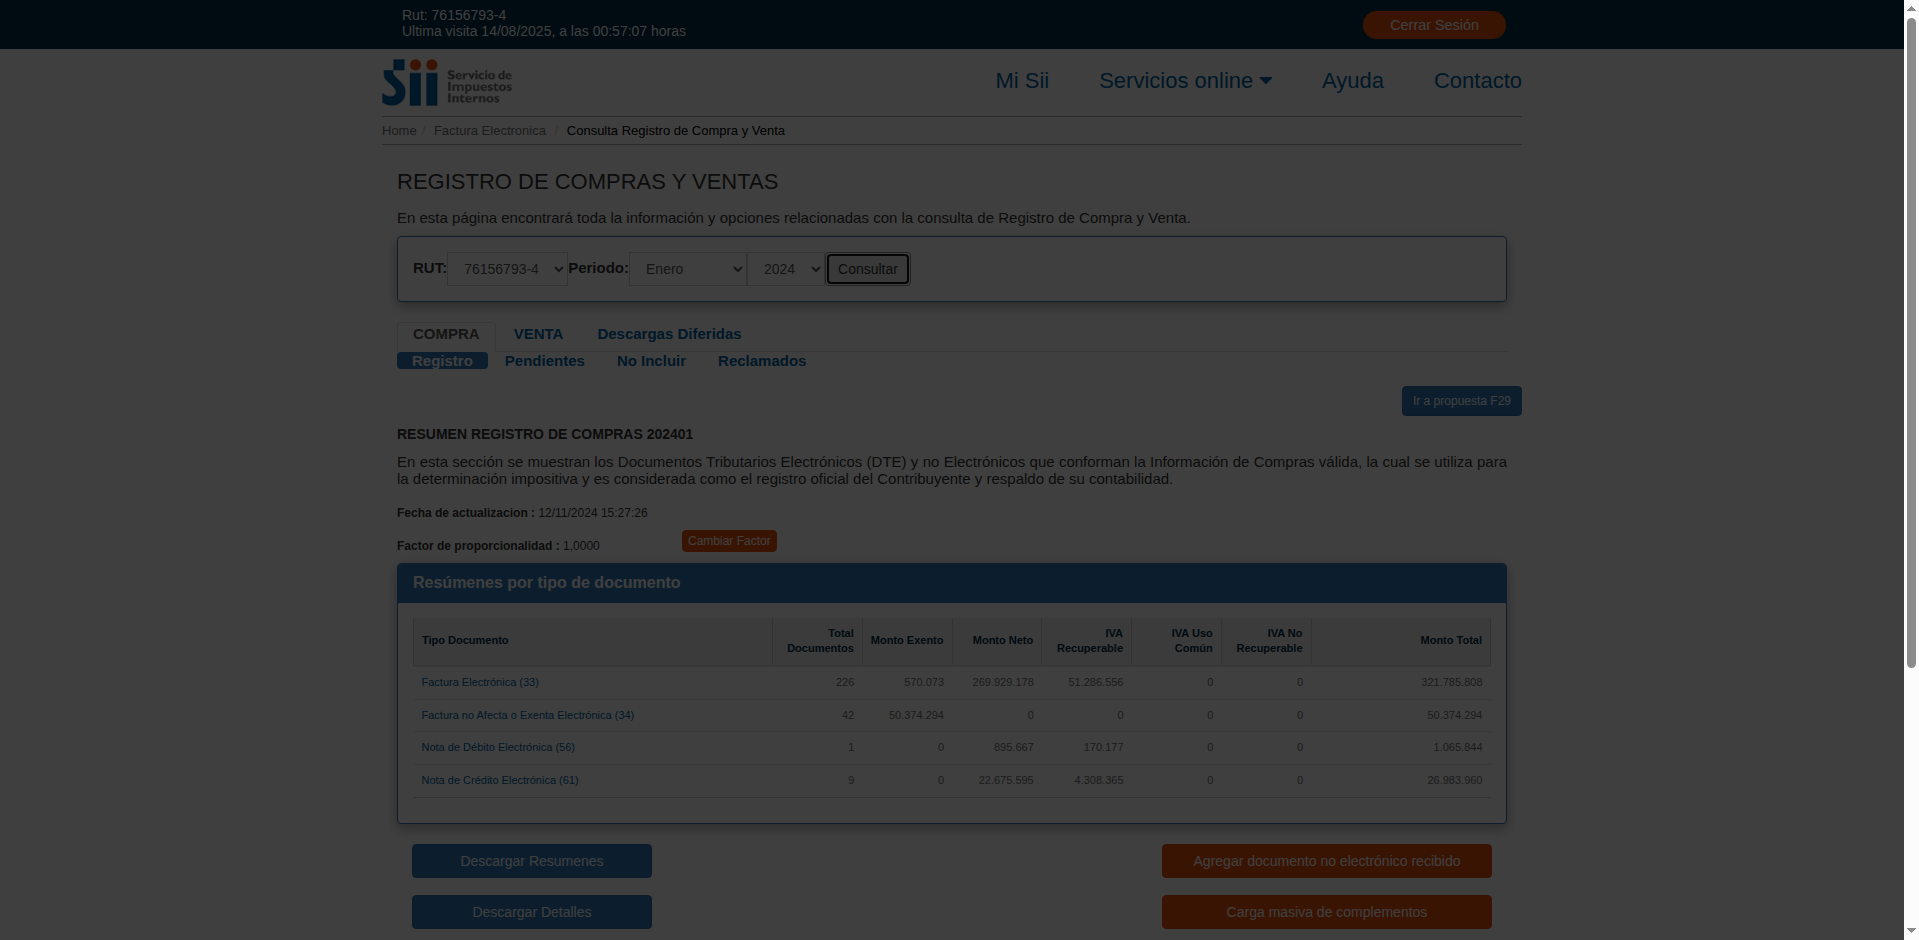 Rut: 76156793-4
Ultima visita 14/08/2025, a las 00:57:07 horas
Cerrar Sesión
Sii Servicio de Impuestos Internos
Mi Sii Servicios online Ayuda Contacto
Home / Factura Electronica / Consulta Registro de Compra y Venta
REGISTRO DE COMPRAS Y VENTAS
En esta página encontrará toda la información y opciones relacionadas con la consulta de Registro de Compra y Venta.
RUT: 76156793-4 Periodo: Enero 2024 Consultar
COMPRA VENTA Descargas Diferidas
Registro Pendientes No Incluir Reclamados
Ir a propuesta F29
RESUMEN REGISTRO DE COMPRAS 202401
En esta sección se muestran los Documentos Tributarios Electrónicos (DTE) y no Electrónicos que conforman la Información de Compras válida, la cual se utiliza para
la determinación impositiva y es considerada como el registro oficial del Contribuyente y respaldo de su contabilidad.
Fecha de actualizacion : 12/11/2024 15:27:26
Factor de proporcionalidad : 1,0000 Cambiar Factor
Resúmenes por tipo de documento
Tipo Documento Total Documentos Monto Exento Monto Neto IVA Recuperable IVA Uso Común IVA No Recuperable Monto Total
Factura Electrónica (33) 226 570.073 269.929.178 51.286.556 0 0 321.785.808
Factura no Afecta o Exenta Electrónica (34) 42 50.374.294 0 0 0 0 50.374.294
Nota de Débito Electrónica (56) 1 0 895.667 170.177 0 0 1.065.844
Nota de Crédito Electrónica (61) 9 0 22.675.595 4.308.365 0 0 26.983.960
Descargar Resumenes Agregar documento no electrónico recibido
Descargar Detalles Carga masiva de complementos